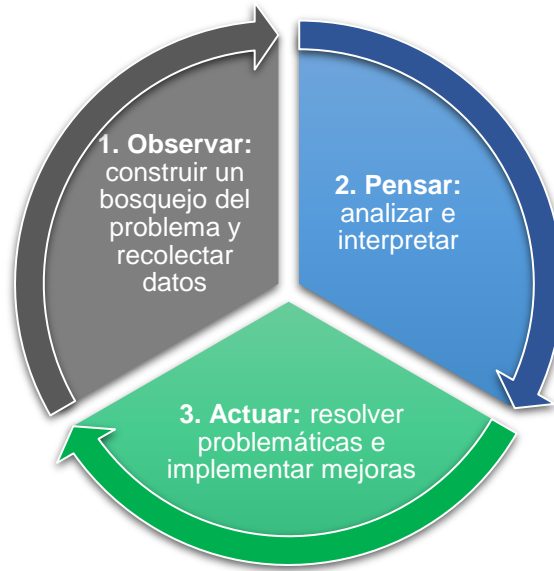 1. Observar:
construir un
bosquejo del
problema y
recolectar
datos
2. Pensar:
analizar e
interpretar
3. Actuar: resolver
problemáticas e
implementar mejoras